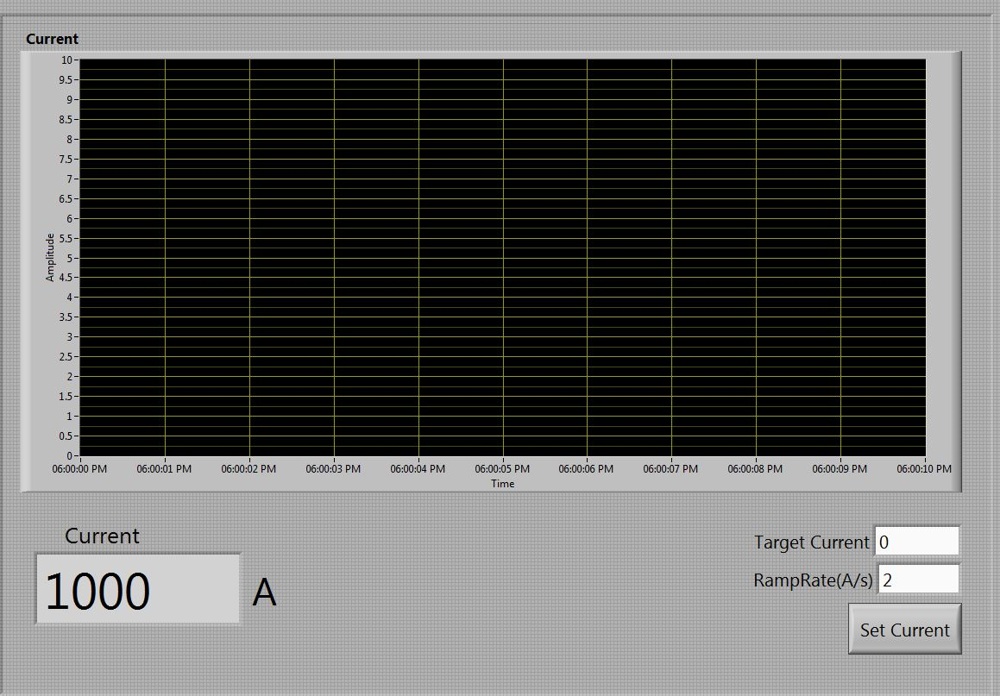 Current
10
9.5
9
8.5
8
7.5
7
6.5
6
5.5
5
4.5
4
3.5
3
2.5
2
1.5
1
0.5
0
Amplitude
06:00:00 PM 06:00:01 PM 06:00:02 PM 06:00:03 PM 06:00:04 PM 06:00:05 PM 06:00:06 PM 06:00:07 PM 06:00:08 PM 06:00:09 PM 06:00:10 PM
Time
Current
1000 A
Target Current 0
RampRate(A/s) 2
Set Current